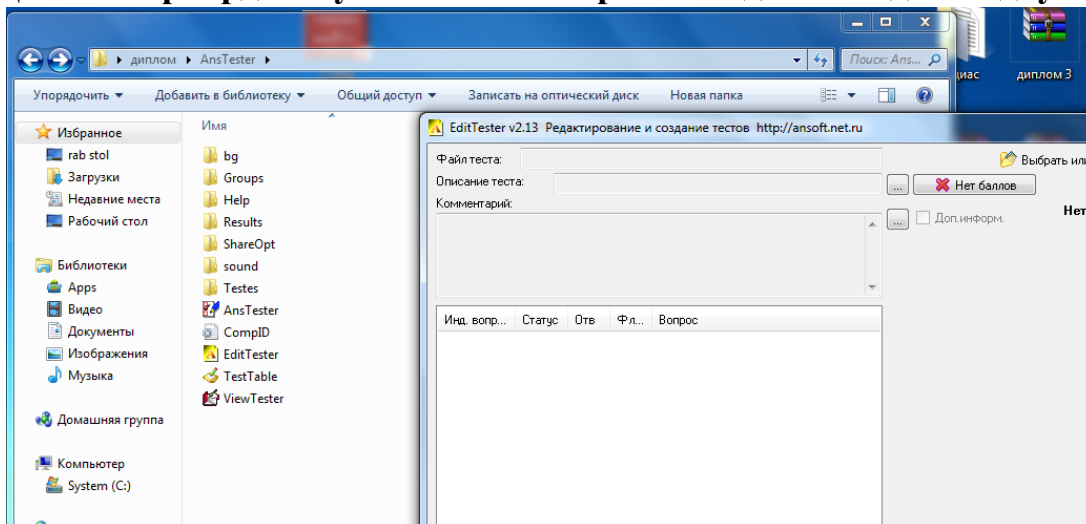 диплом ▸ AnsTester ▸
Поиск: Ans...
Упорядочить ▾ Добавить в библиотеку ▾ Общий доступ ▾ Записать на оптический диск Новая папка
диплом 3
Избранное
rab stol
Загрузки
Недавние места
Рабочий стол
Библиотеки
Apps
Видео
Документы
Изображения
Музыка
Домашняя группа
Компьютер
System (C:)
Имя
bg
Groups
Help
Results
ShareOpt
sound
Testes
AnsTester
CompID
EditTester
TestTable
ViewTester
EditTester v2.13 Редактирование и создание тестов http://ansoft.net.ru
Файл теста:
Выбрать или
Описание теста:
... Нет баллов
Комментарий:
... Доп.информ.
Нет
Инд. вопр... Статус Отв Фл... Вопрос